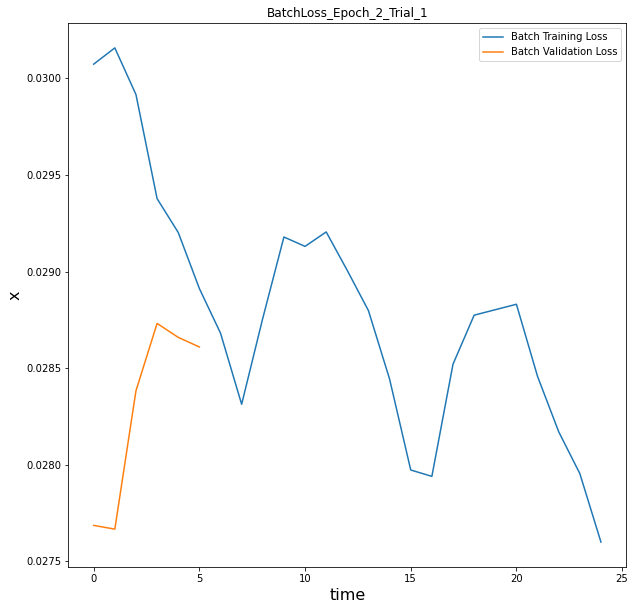 BatchLoss_Epoch_2_Trial_1
Batch Training Loss
Batch Validation Loss
0.0300
0.0295
0.0290
0.0285
0.0280
0.0275
x
0 5 10 15 20 25
time